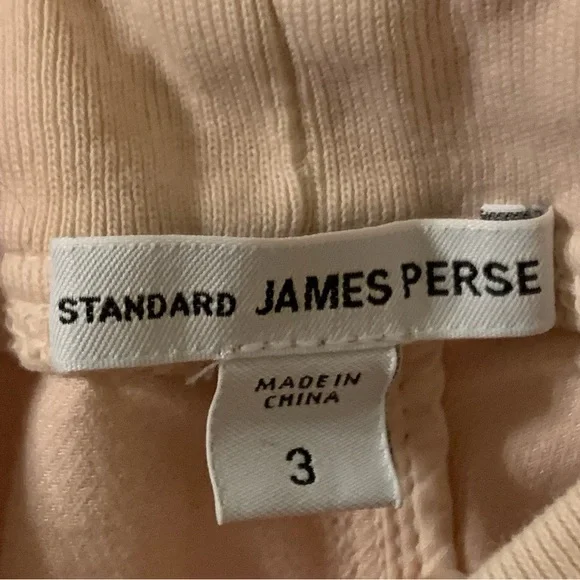 STANDARD JAMES PERSE
MADE IN
CHINA
3